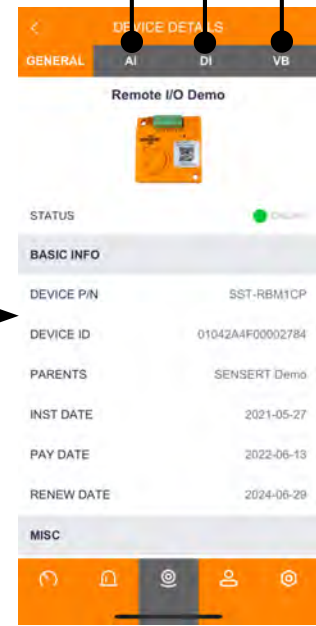 DEVICE DETAILS
GENERAL AI DI VB
Remote I/O Demo
STATUS
BASIC INFO
DEVICE P/N SST-RBM1CP
DEVICE ID 01042A4F00002784
PARENTS SENSERT Demo
INST DATE 2021-05-27
PAY DATE 2022-06-13
RENEW DATE 2024-06-29
MISC